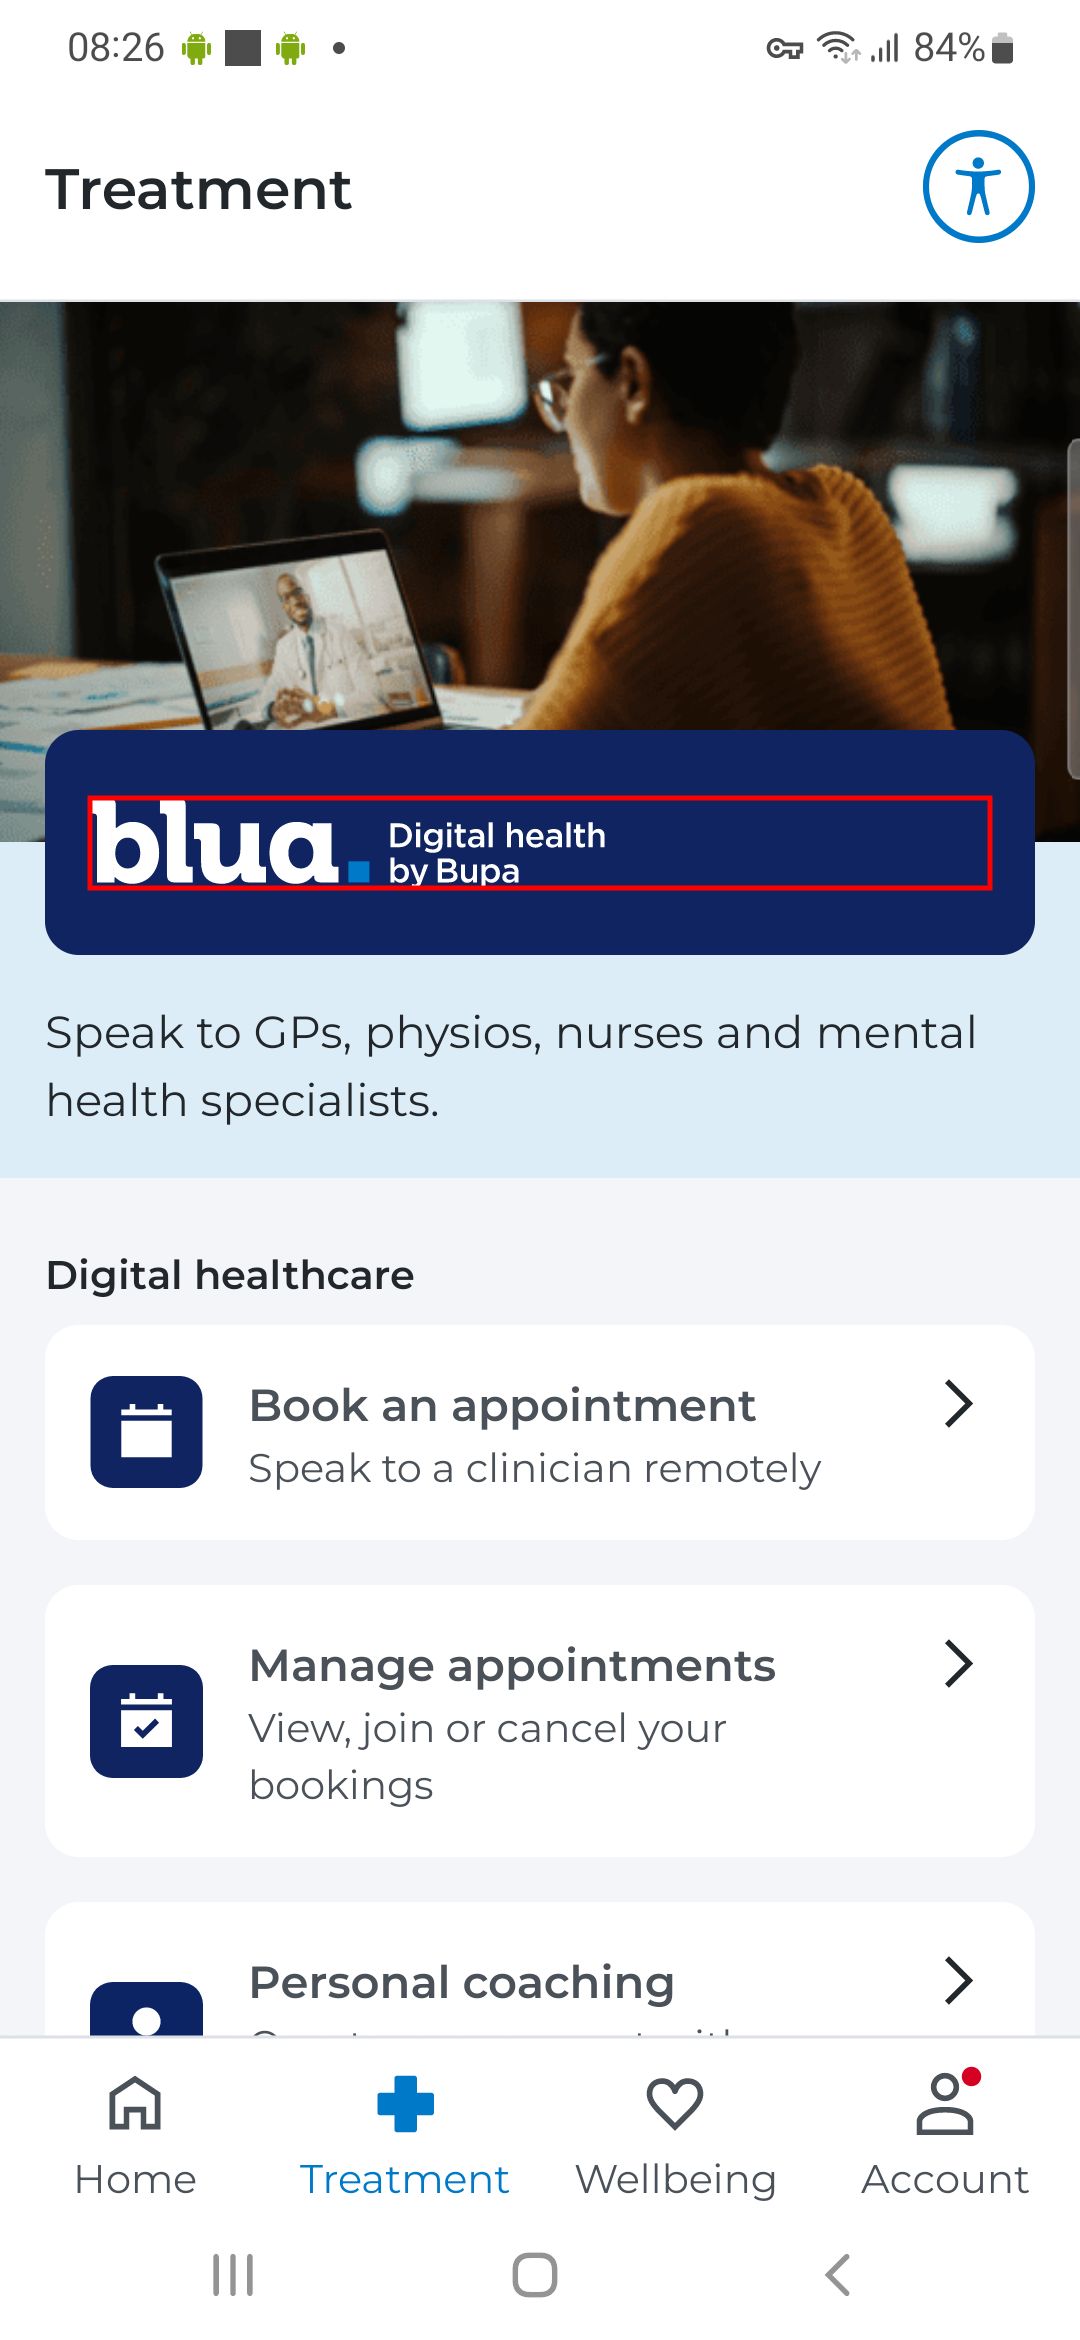 08:26
84%
Treatment
blua.
Digital health
by Bupa
Speak to GPs, physios, nurses and mental
health specialists.
Digital healthcare
Book an appointment
Speak to a clinician remotely
Manage appointments
View, join or cancel your
bookings
Personal coaching
Home
Treatment
Wellbeing
Account